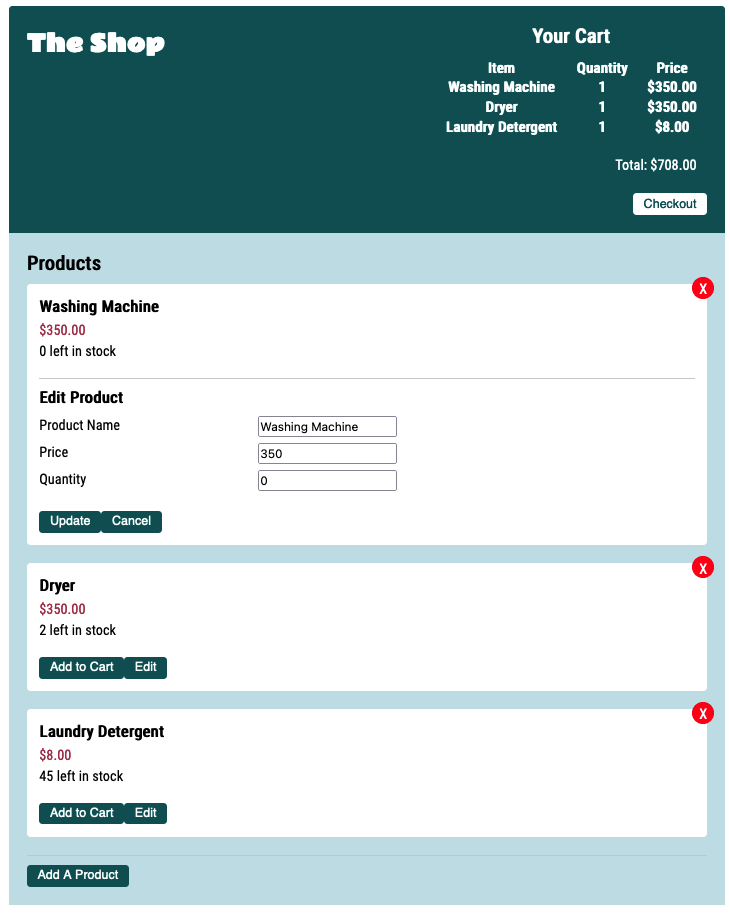 The Shop
Your Cart
Item Quantity Price
Washing Machine 1 $350.00
Dryer 1 $350.00
Laundry Detergent 1 $8.00
Total: $708.00
Checkout
Products
X
Washing Machine
$350.00
0 left in stock
Edit Product
Product Name Washing Machine
Price 350
Quantity 0
Update Cancel
X
Dryer
$350.00
2 left in stock
Add to Cart Edit
X
Laundry Detergent
$8.00
45 left in stock
Add to Cart Edit
Add A Product